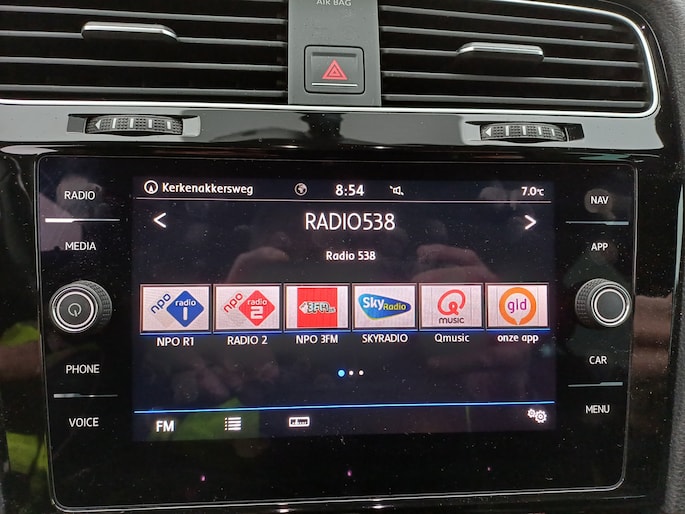 AIR BAG
RADIO
MEDIA
PHONE
VOICE
Kerkenakkersweg
8:54
7.0°C
RADIO538
Radio 538
npo radio 1
npo radio 2
Sky Radio
Q MUSIC
gld
NPO R1
RADIO 2
NPO 3FM
SKYRADIO
Qmusic
onze app
FM
NAV
APP
CAR
MENU